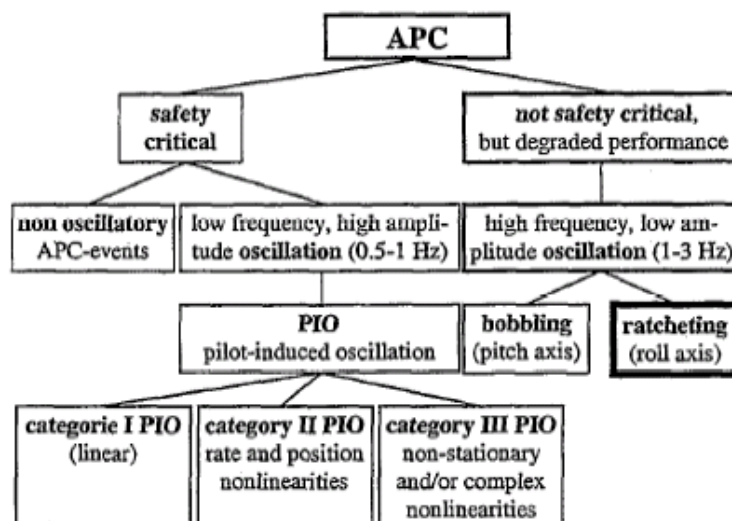 APC
safety
critical
not safety critical,
but degraded performance
non oscillatory
APC-events
low frequency, high ampli-
tude oscillation (0.5-1 Hz)
high frequency, low am-
plitude oscillation (1-3 Hz)
PIO
pilot-induced oscillation
bobbling
(pitch axis)
ratcheting
(roll axis)
categorie I PIO
(linear)
category II PIO
rate and position
nonlinearities
category III PIO
non-stationary
and/or complex
nonlinearities